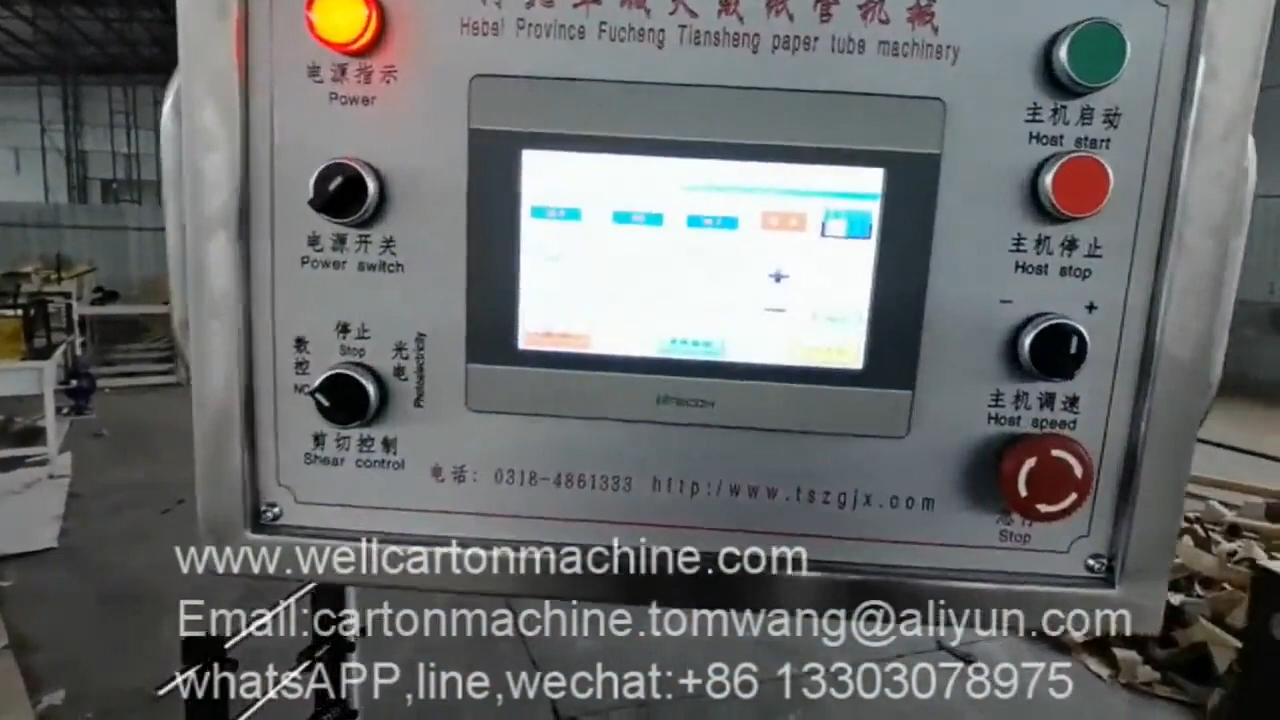 Hebei Province Fucheng Tiansheng paper tube machinery
电源指示
Power
主机启动
Host start
电源开关
Power switch
主机停止
Host stop
- +
停止
Stop
数控
NC
光电
Photoelectricity
主机调速
Host speed
剪切控制
Shear control
电话: 0318-4861333 http:/www.tszgjx.com
Stop
www.wellcartonmachine.com
Email:cartonmachine.tomwang@aliyun.com
whatsAPP,line,wechat:+86 13303078975